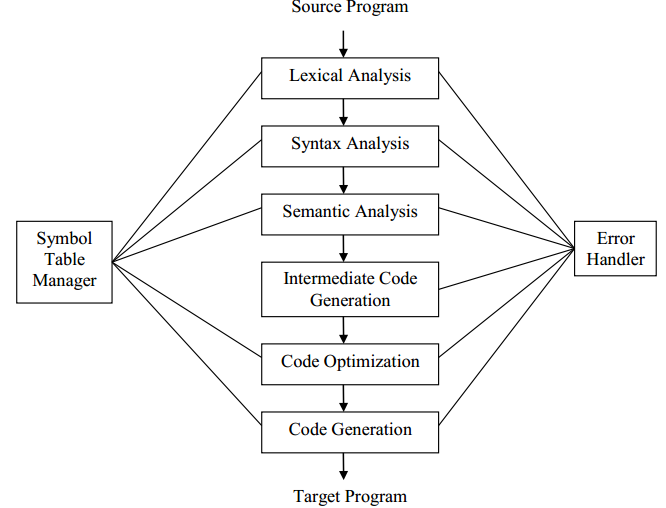 Source Program
Lexical Analysis
Syntax Analysis
Semantic Analysis
Symbol
Table
Manager
Error
Handler
Intermediate Code
Generation
Code Optimization
Code Generation
Target Program